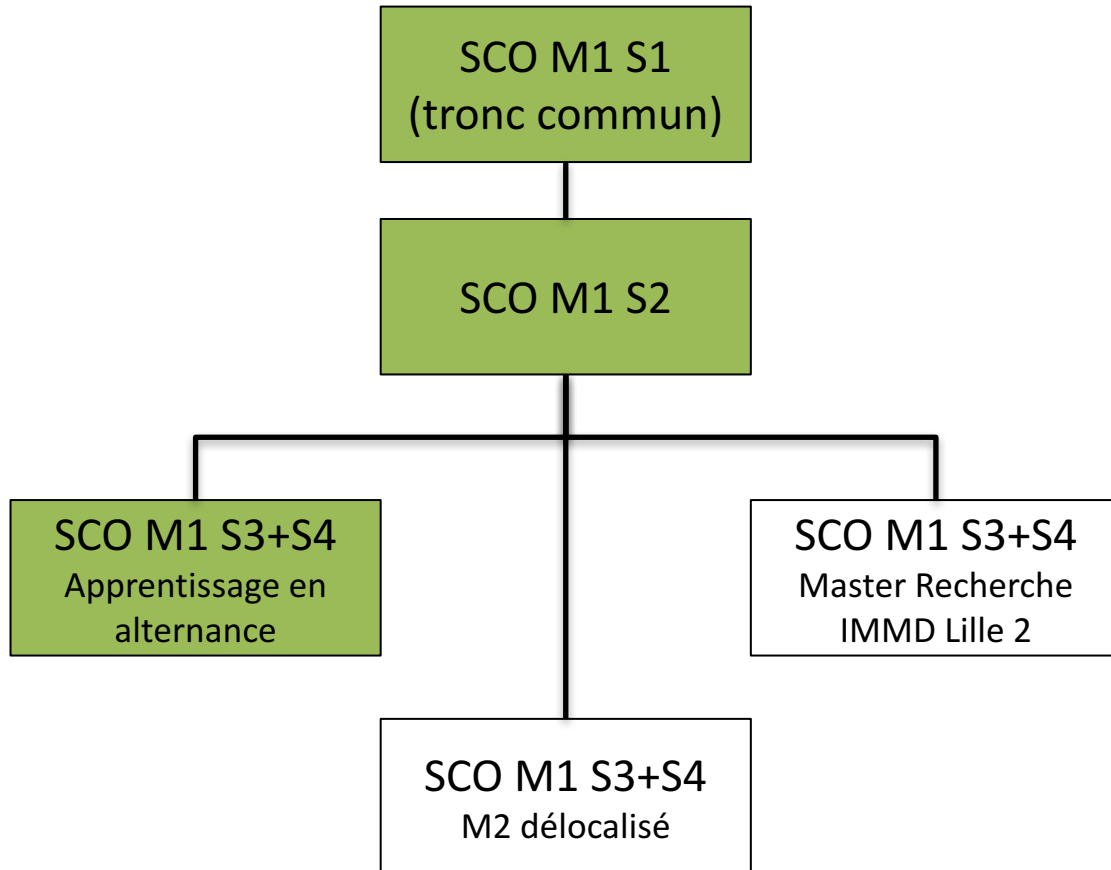 SCO M1 S1
(tronc commun)
SCO M1 S2
SCO M1 S3+S4
Apprentissage en
alternance
SCO M1 S3+S4
Master Recherche
IMMD Lille 2
SCO M1 S3+S4
M2 délocalisé